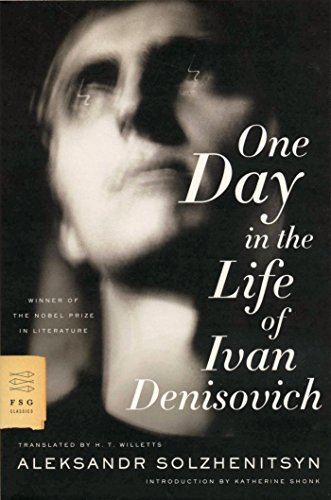 One
Day
in the
Life
of
Ivan
Denisovich
WINNER OF
THE NOBEL PRIZE
IN LITERATURE
FSG
CLASSICS
TRANSLATED BY H. T. WILLETTS
ALEKSANDR SOLZHENITSYN
INTRODUCTION BY KATHERINE SHONK